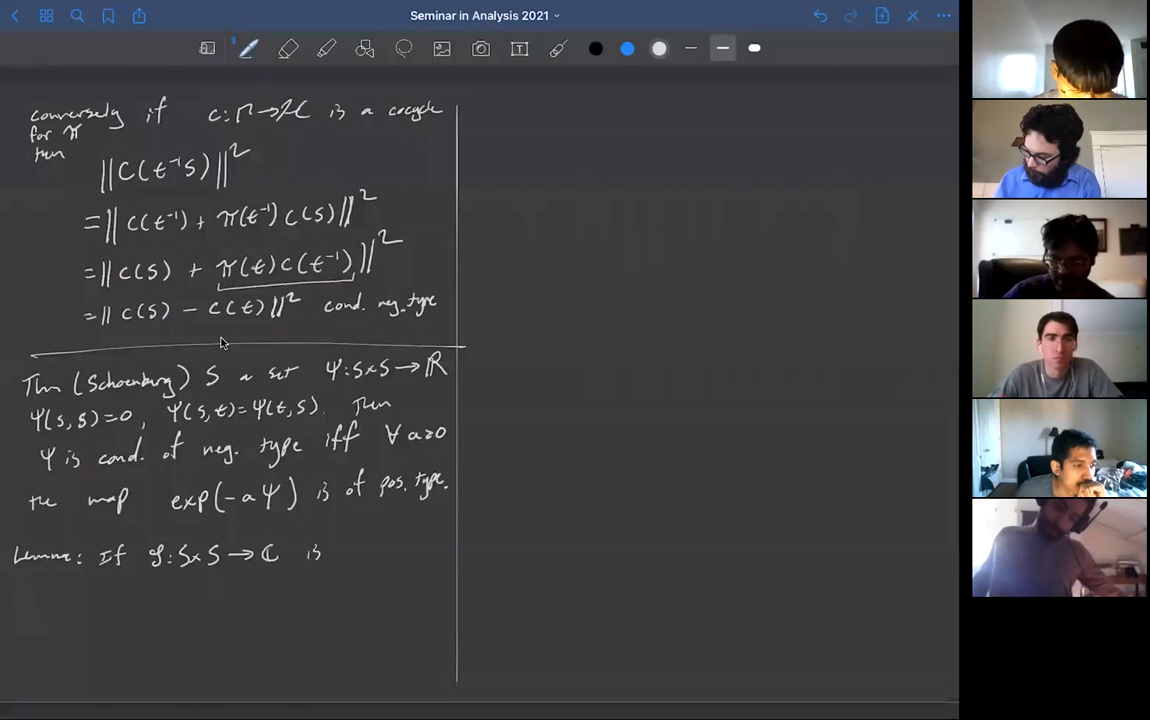 Seminar in Analysis 2021
conversely if c: Γ → ℋ is a cocycle
for π
then
||C(t⁻¹s)||²
= || C(t⁻¹) + π(t⁻¹) C(s) ||²
= || C(s) + π(t) C(t⁻¹) ||²
= || C(s) − C(t) ||² cond. neg. type
Thm (Schoenburg) S a set Ψ: S×S → ℝ
Ψ(s,s)=0, Ψ(s,t)=Ψ(t,s). Then
Ψ is cond. of neg. type iff ∀ a≥0
the map exp(-aΨ) is of pos. type.
Lemma: If φ: S×S → ℂ is